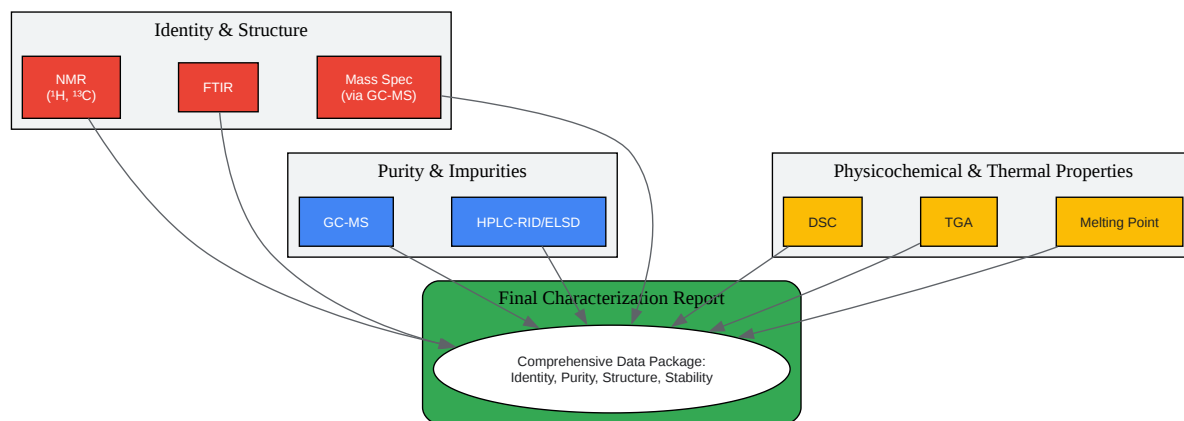 Identity & Structure
NMR
(¹H, ¹³C)
FTIR
Mass Spec
(via GC-MS)
Purity & Impurities
GC-MS
HPLC-RID/ELSD
Physicochemical & Thermal Properties
DSC
TGA
Melting Point
Final Characterization Report
Comprehensive Data Package:
Identity, Purity, Structure, Stability